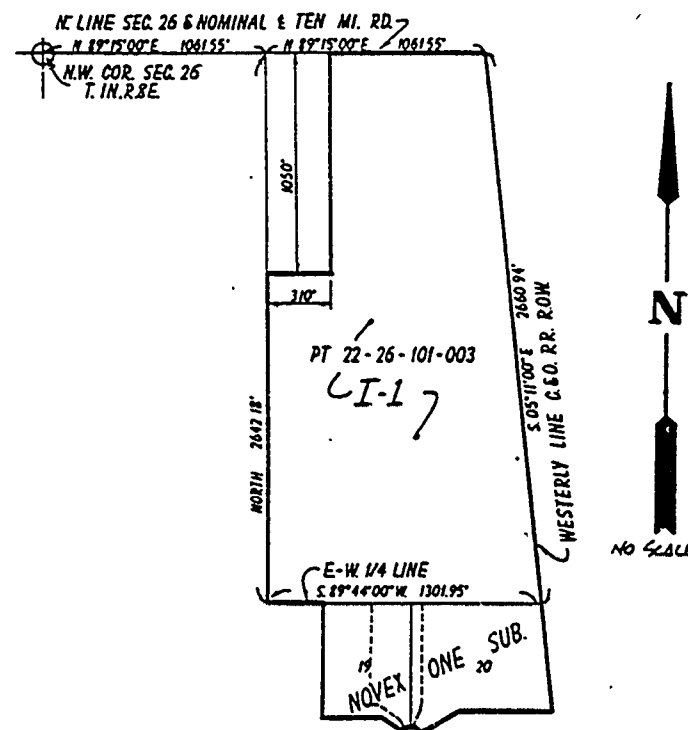 N. LINE SEC. 26 & NOMINAL ℄ TEN MI. RD.
N 89°15'00"E 1061.55' N 89°15'00"E 1061.55'
N.W. COR. SEC. 26
T. 1N, R.8E.
1050'
310'
PT 22-26-101-003
I-1
NORTH 2642.18'
S. 05°11'00"E 2660.94'
WESTERLY LINE C.&O. RR. ROW
N
NO SCALE
E-W. 1/4 LINE
S. 89°44'00"W. 1301.95'
19
20
NOVEX ONE SUB.